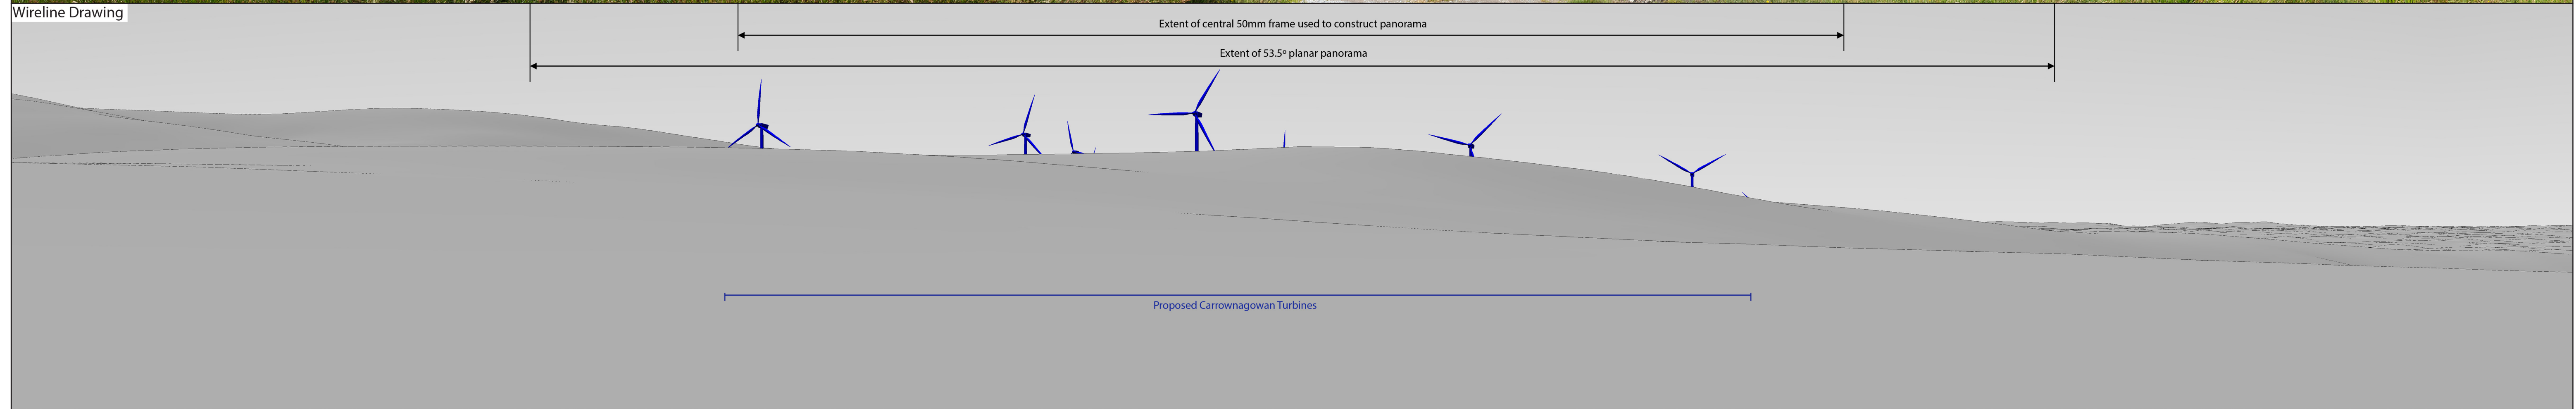 Wireline Drawing
Extent of central 50mm frame used to construct panorama
Extent of 53.5º planar panorama
Proposed Carrownagowan Turbines